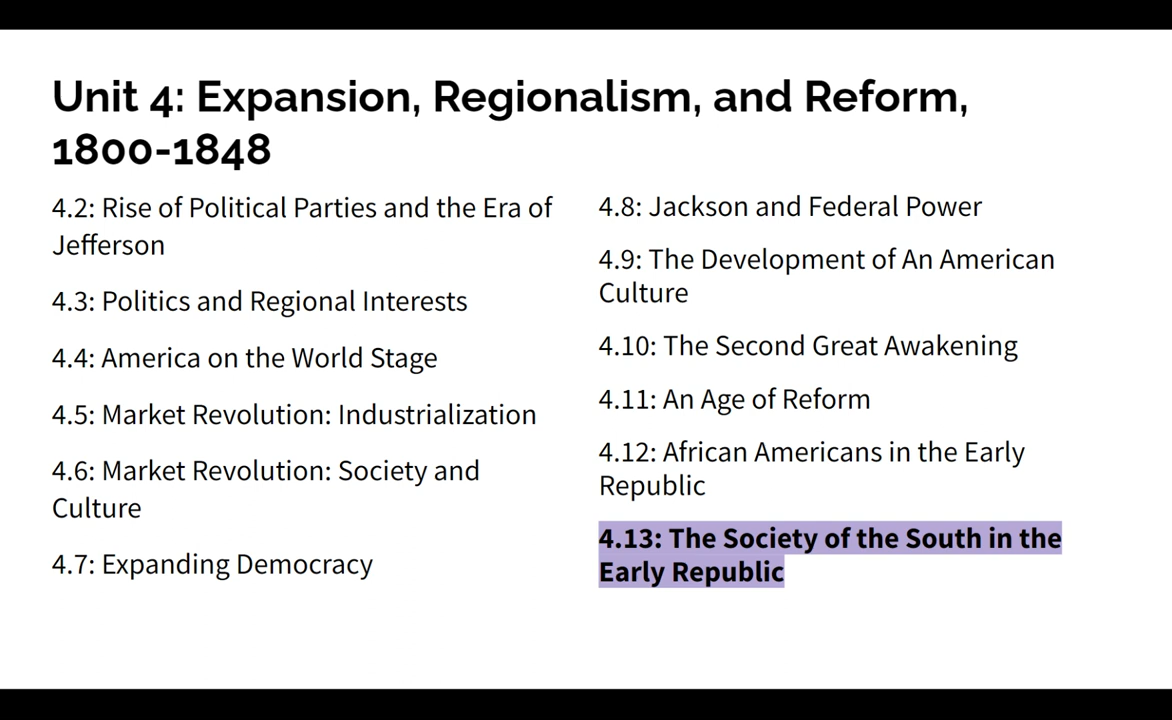 Unit 4: Expansion, Regionalism, and Reform,
1800-1848
4.2: Rise of Political Parties and the Era of
Jefferson
4.3: Politics and Regional Interests
4.4: America on the World Stage
4.5: Market Revolution: Industrialization
4.6: Market Revolution: Society and
Culture
4.7: Expanding Democracy
4.8: Jackson and Federal Power
4.9: The Development of An American
Culture
4.10: The Second Great Awakening
4.11: An Age of Reform
4.12: African Americans in the Early
Republic
4.13: The Society of the South in the
Early Republic